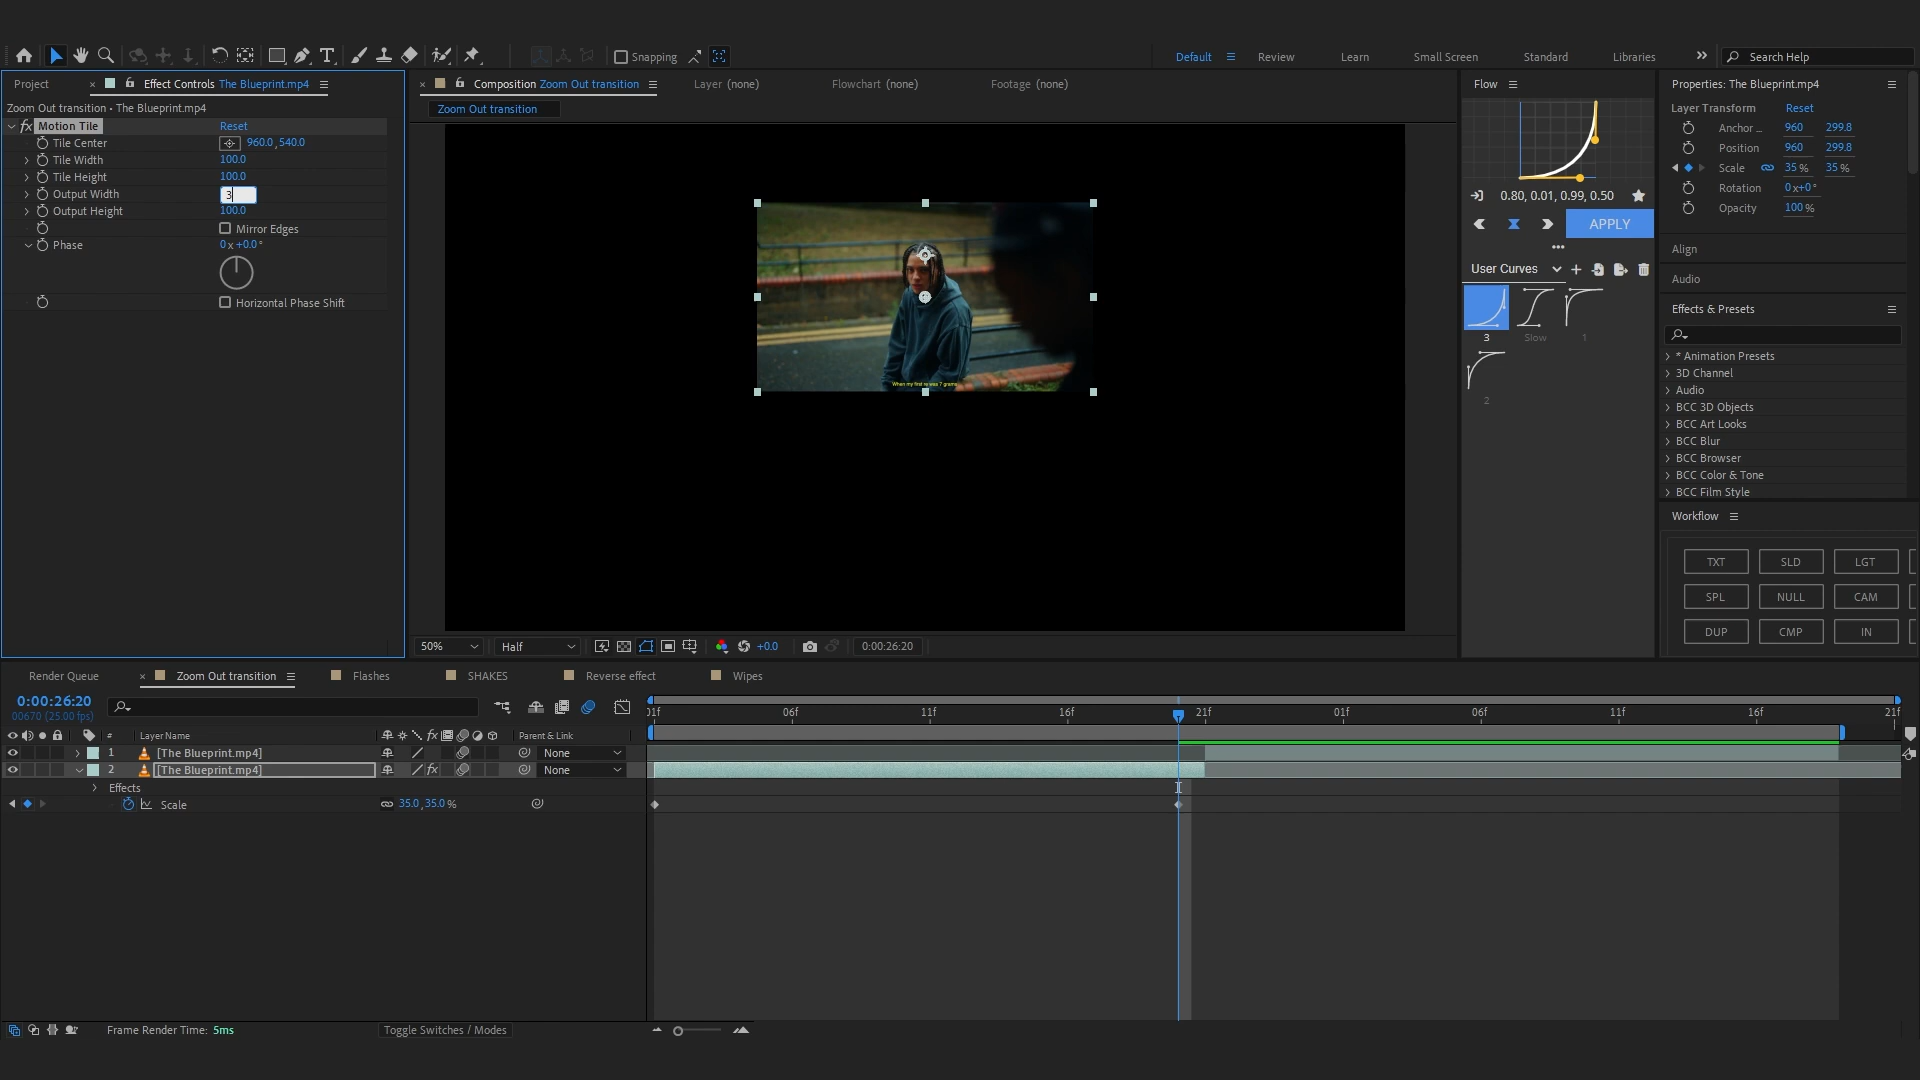 Snapping
Default
Review
Learn
Small Screen
Standard
Libraries
Search Help
Project
Effect Controls The Blueprint.mp4
Composition Zoom Out transition
Layer (none)
Flowchart (none)
Footage (none)
Flow
Properties: The Blueprint.mp4
Zoom Out transition • The Blueprint.mp4
Zoom Out transition
Layer Transform Reset
fx Motion Tile Reset
Tile Center 960.0 ,540.0
Tile Width 100.0
Tile Height 100.0
Output Width 3
Output Height 100.0
Mirror Edges
Phase 0 x +0.0 °
Horizontal Phase Shift
When my first re was 7 grams
0.80, 0.01, 0.99, 0.50
APPLY
User Curves
3
Slow
1
2
Anchor ... 960 299.8
Position 960 299.8
Scale 35 % 35 %
Rotation 0 x+0 °
Opacity 100 %
Align
Audio
Effects & Presets
* Animation Presets
3D Channel
Audio
BCC 3D Objects
BCC Art Looks
BCC Blur
BCC Browser
BCC Color & Tone
BCC Film Style
Workflow
TXT SLD LGT
SPL NULL CAM
DUP CMP IN
50% Half +0.0 0:00:26:20
Render Queue
Zoom Out transition
Flashes
SHAKES
Reverse effect
Wipes
0:00:26:20
00670 (25.00 fps)
01f 06f 11f 16f 21f 01f 06f 11f 16f 21f
# Layer Name fx Parent & Link
1 [The Blueprint.mp4] None
2 [The Blueprint.mp4] fx None
Effects
Scale 35.0 ,35.0 %
Frame Render Time: 5ms
Toggle Switches / Modes